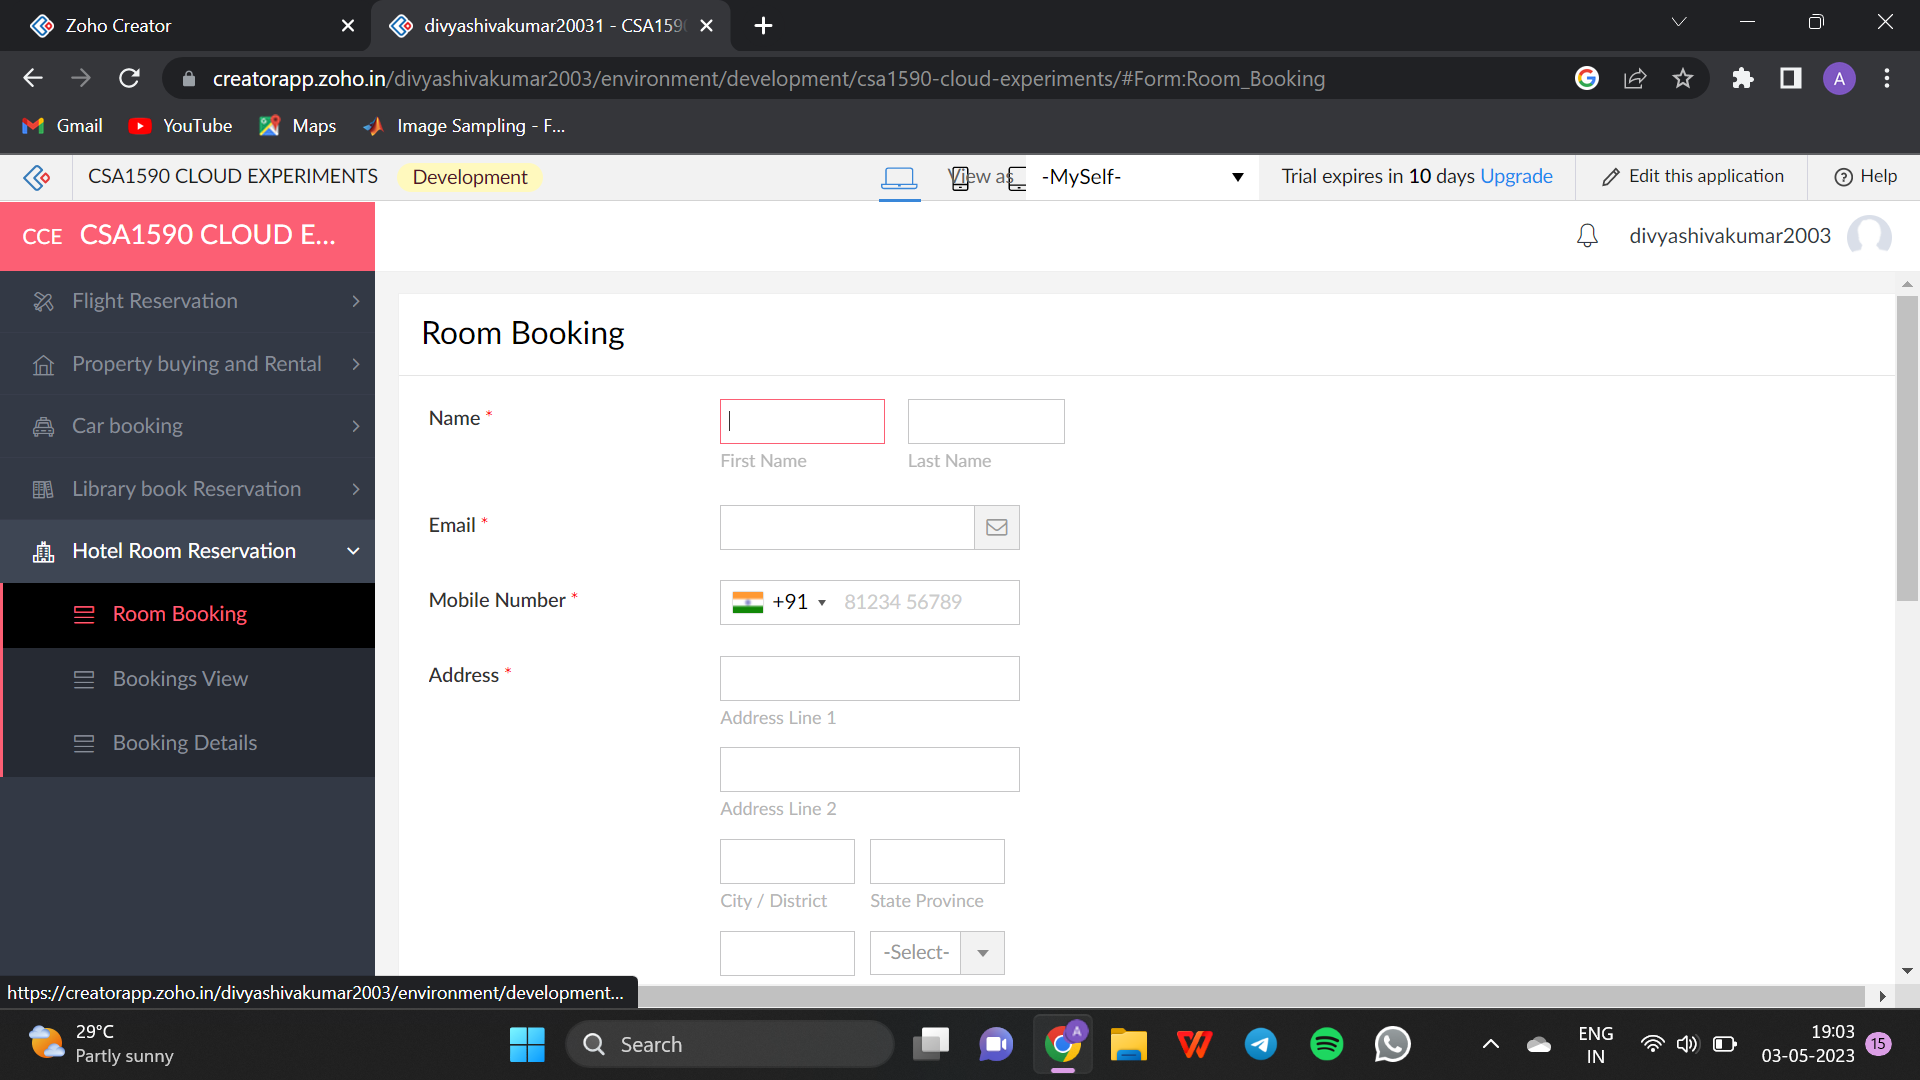 Zoho Creator
divyashivakumar20031 - CSA159
creatorapp.zoho.in/divyashivakumar2003/environment/development/csa1590-cloud-experiments/#Form:Room_Booking
A
Gmail
YouTube
Maps
Image Sampling - F...
CSA1590 CLOUD EXPERIMENTS
Development
View as
-MySelf-
Trial expires in 10 days Upgrade
Edit this application
Help
CCE CSA1590 CLOUD E...
divyashivakumar2003
Flight Reservation
Property buying and Rental
Car booking
Library book Reservation
Hotel Room Reservation
Room Booking
Bookings View
Booking Details
Room Booking
Name *
First Name
Last Name
Email *
Mobile Number *
+91
81234 56789
Address *
Address Line 1
Address Line 2
City / District
State Province
-Select-
https://creatorapp.zoho.in/divyashivakumar2003/environment/development...
29°C
Partly sunny
Search
A
ENG
IN
19:03
03-05-2023
15